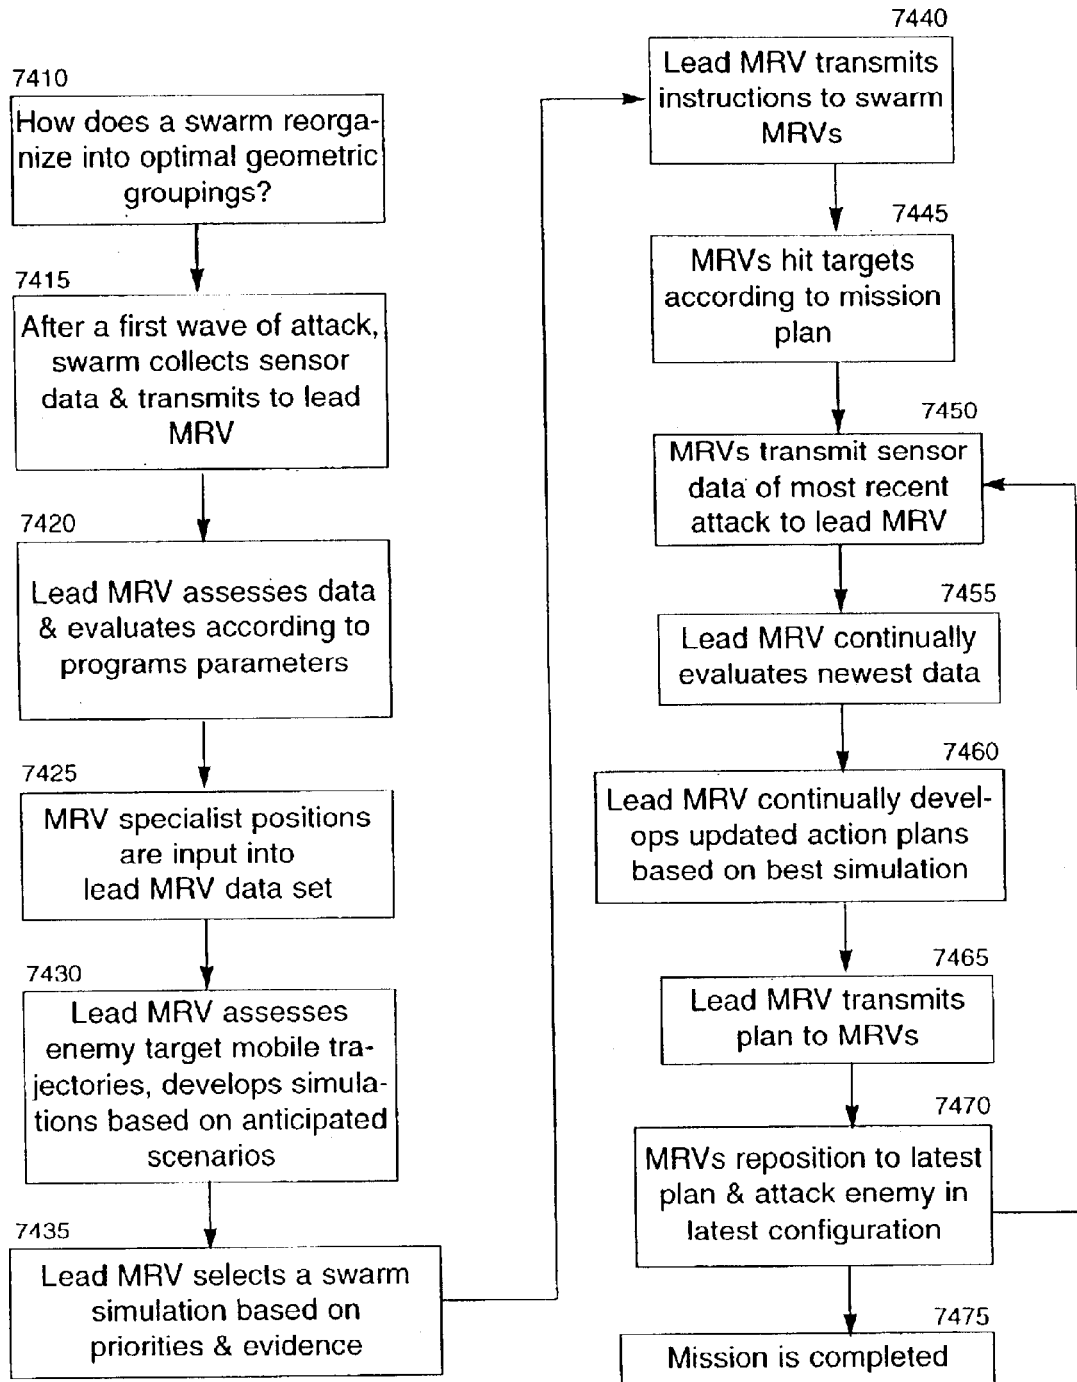 7410
How does a swarm reorga-
nize into optimal geometric
groupings?
7415
After a first wave of attack,
swarm collects sensor
data & transmits to lead
MRV
7420
Lead MRV assesses data
& evaluates according to
programs parameters
7425
MRV specialist positions
are input into
lead MRV data set
7430
Lead MRV assesses
enemy target mobile tra-
jectories, develops simula-
tions based on anticipated
scenarios
7435
Lead MRV selects a swarm
simulation based on
priorities & evidence
7440
Lead MRV transmits
instructions to swarm
MRVs
7445
MRVs hit targets
according to mission
plan
7450
MRVs transmit sensor
data of most recent
attack to lead MRV
7455
Lead MRV continually
evaluates newest data
7460
Lead MRV continually devel-
ops updated action plans
based on best simulation
7465
Lead MRV transmits
plan to MRVs
7470
MRVs reposition to latest
plan & attack enemy in
latest configuration
7475
Mission is completed